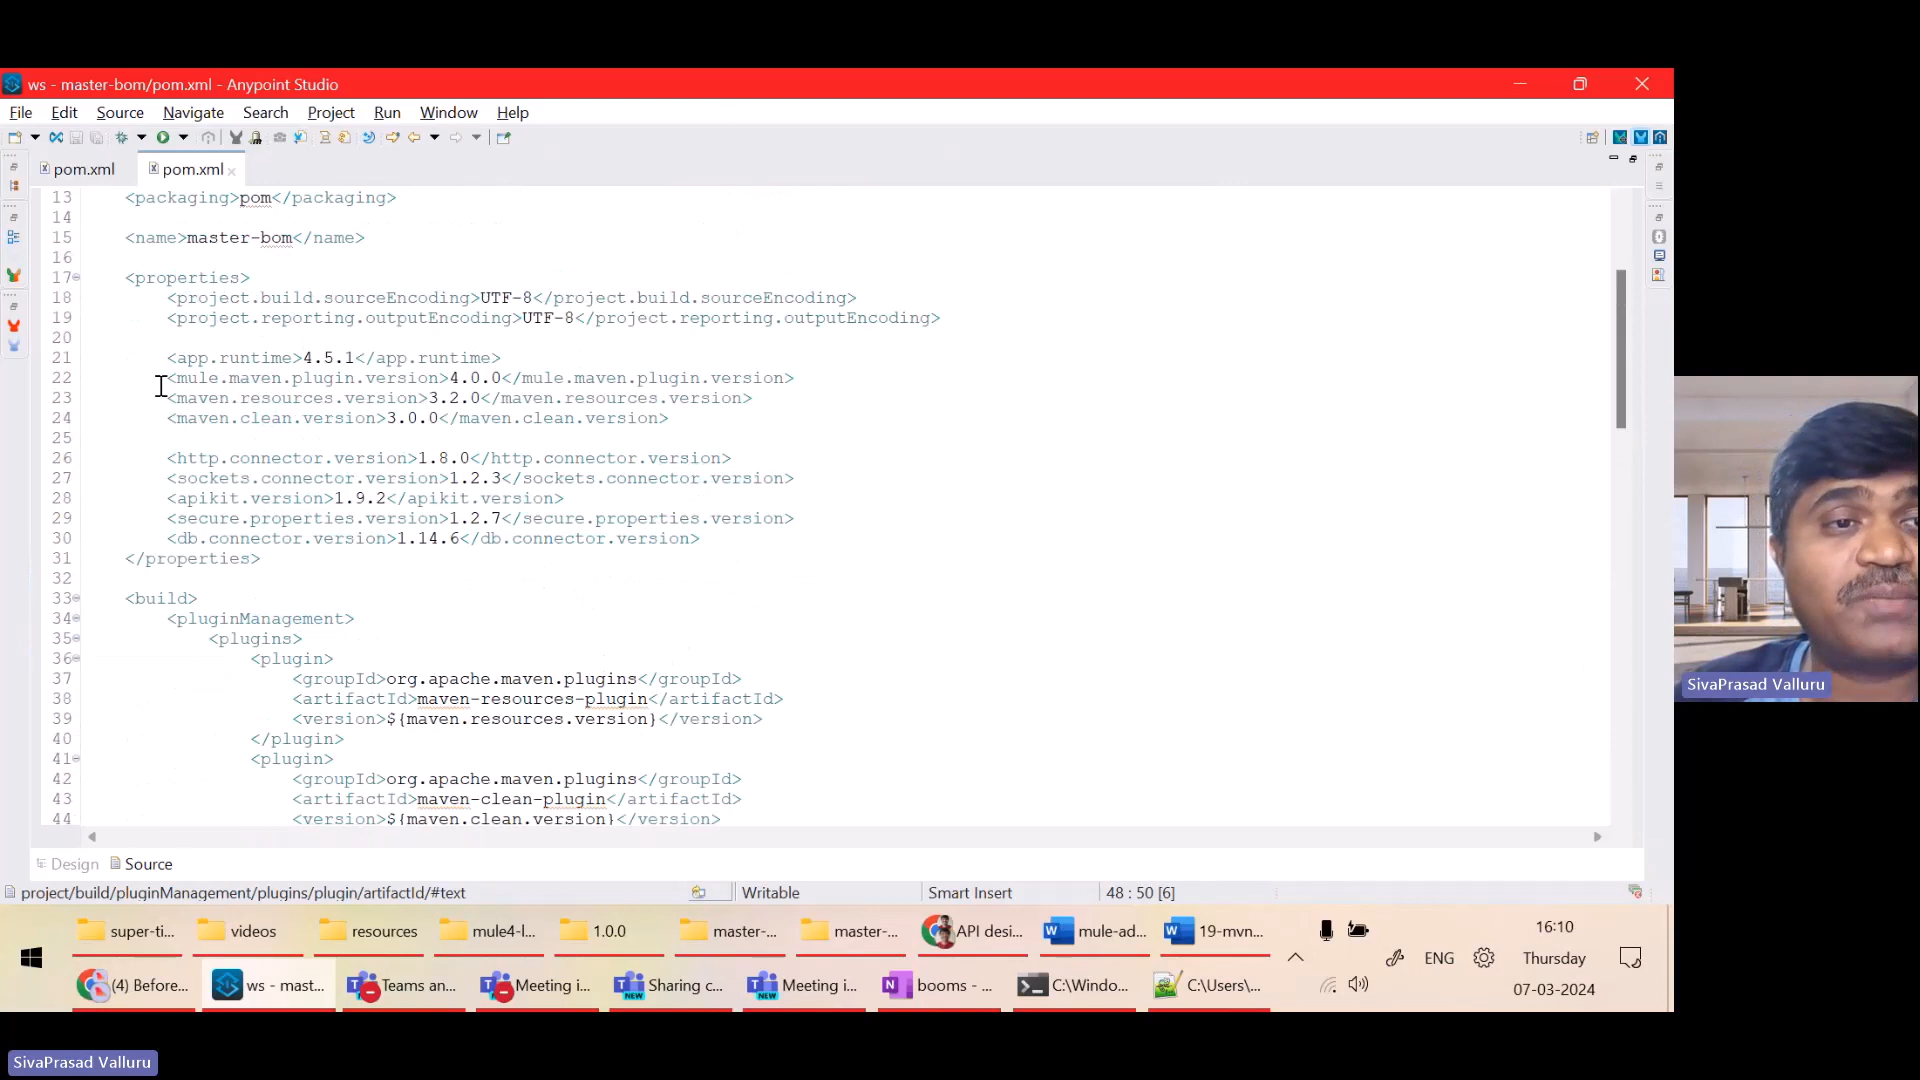 ws - master-bom/pom.xml - Anypoint Studio
File Edit Source Navigate Search Project Run Window Help
pom.xml pom.xml
13 <packaging>pom</packaging>
14
15 <name>master-bom</name>
16
17 <properties>
18 <project.build.sourceEncoding>UTF-8</project.build.sourceEncoding>
19 <project.reporting.outputEncoding>UTF-8</project.reporting.outputEncoding>
20
21 <app.runtime>4.5.1</app.runtime>
22 <mule.maven.plugin.version>4.0.0</mule.maven.plugin.version>
23 <maven.resources.version>3.2.0</maven.resources.version>
24 <maven.clean.version>3.0.0</maven.clean.version>
25
26 <http.connector.version>1.8.0</http.connector.version>
27 <sockets.connector.version>1.2.3</sockets.connector.version>
28 <apikit.version>1.9.2</apikit.version>
29 <secure.properties.version>1.2.7</secure.properties.version>
30 <db.connector.version>1.14.6</db.connector.version>
31 </properties>
32
33 <build>
34 <pluginManagement>
35 <plugins>
36 <plugin>
37 <groupId>org.apache.maven.plugins</groupId>
38 <artifactId>maven-resources-plugin</artifactId>
39 <version>${maven.resources.version}</version>
40 </plugin>
41 <plugin>
42 <groupId>org.apache.maven.plugins</groupId>
43 <artifactId>maven-clean-plugin</artifactId>
44 <version>${maven.clean.version}</version>
Design Source
project/build/pluginManagement/plugins/plugin/artifactId/#text Writable Smart Insert 48 : 50 [6]
super-ti... videos resources mule4-l... 1.0.0 master-... master-... API desi... mule-ad... 19-mvn... 16:10
ENG Thursday
(4) Before... ws - mast... Teams an... Meeting i... Sharing c... Meeting i... booms - ... C:\Windo... C:\Users\... 07-03-2024
SivaPrasad Valluru
SivaPrasad Valluru